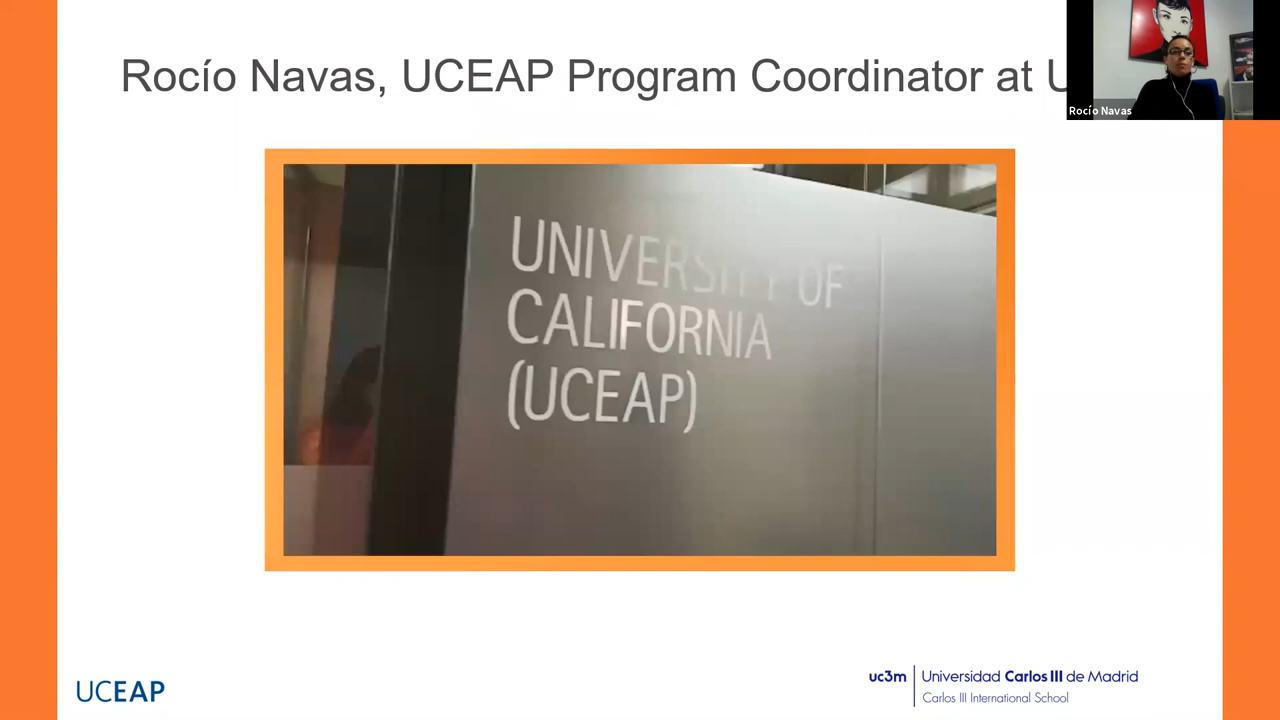 Rocío Navas, UCEAP Program Coordinator at
Rocío Navas
UNIVERSITY OF
CALIFORNIA
(UCEAP)
UCEAP
uc3m Universidad Carlos III de Madrid
Carlos III International School